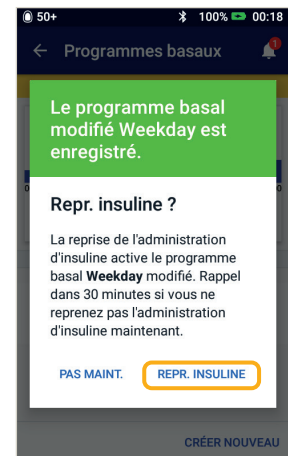 50+ 100% 00:18
Programmes basaux
1
Le programme basal
modifié Weekday est
enregistré.
Repr. insuline ?
La reprise de l'administration
d'insuline active le programme
basal Weekday modifié. Rappel
dans 30 minutes si vous ne
reprenez pas l'administration
d'insuline maintenant.
PAS MAINT. REPR. INSULINE
CRÉER NOUVEAU